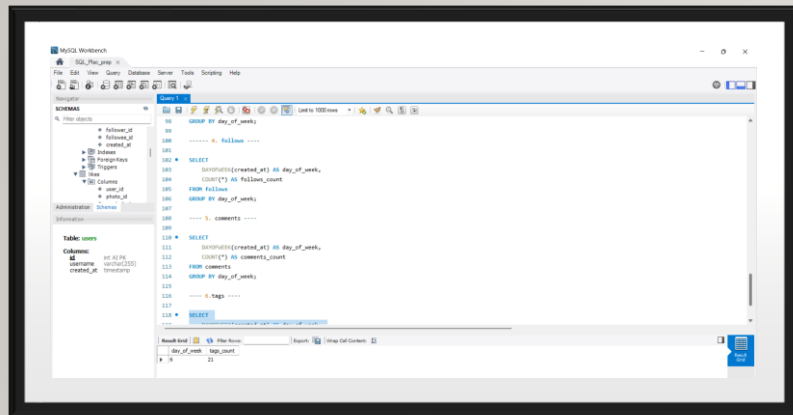 MySQL Workbench
SQL_Plac_prep ×
File Edit View Query Database Server Tools Scripting Help
Navigator
Query 1 ×
SCHEMAS
Filter objects
follower_id
followee_id
created_at
Indexes
Foreign Keys
Triggers
likes
Columns
user_id
photo_id
Administration Schemas
Information
Table: users
Columns:
id int AI PK
username varchar(255)
created_at timestamp
Limit to 1000 rows
98 GROUP BY day_of_week;
99
100 ------ 4. follows ----
101
102 SELECT
103 DAYOFWEEK(created_at) AS day_of_week,
104 COUNT(*) AS follows_count
105 FROM follows
106 GROUP BY day_of_week;
107
108 ---- 5. comments ----
109
110 SELECT
111 DAYOFWEEK(created_at) AS day_of_week,
112 COUNT(*) AS comments_count
113 FROM comments
114 GROUP BY day_of_week;
115
116 ---- 6.tags ----
117
118 SELECT
Result Grid Filter Rows: Export: Wrap Cell Content:
day_of_week tags_count
6 21
Result
Grid